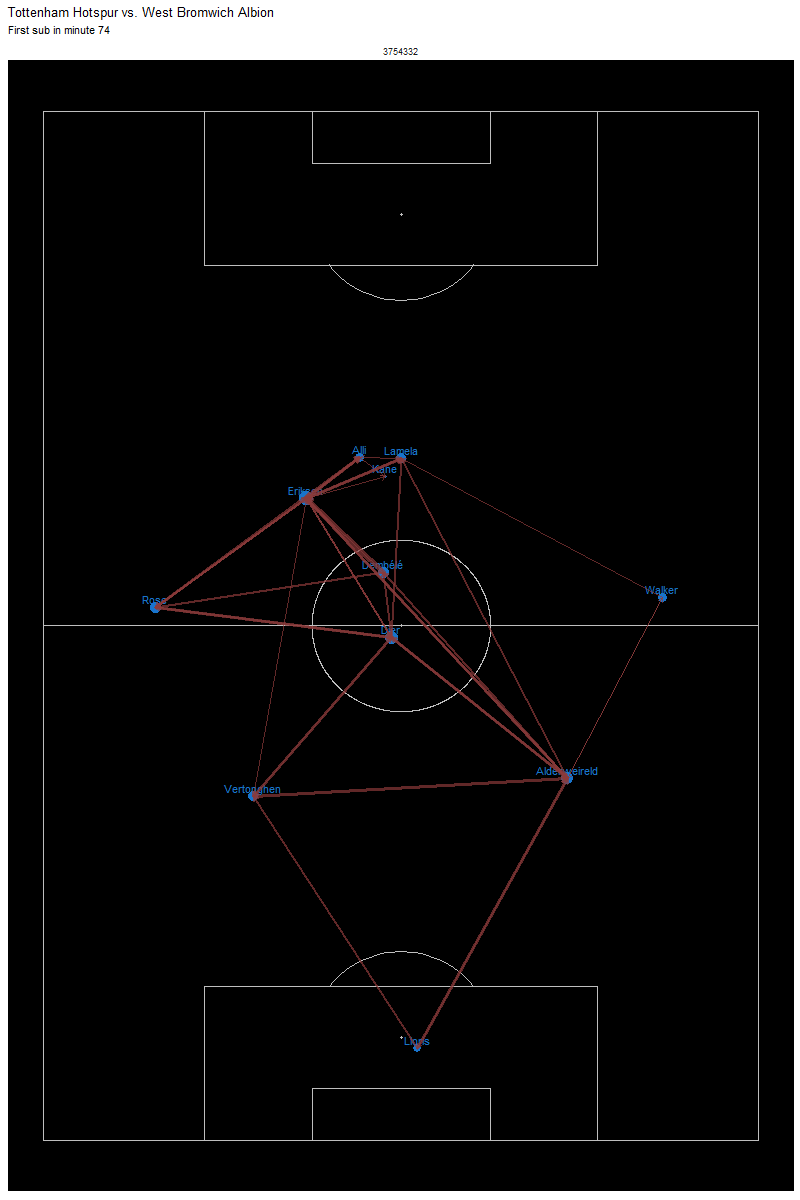 Tottenham Hotspur vs. West Bromwich Albion
First sub in minute 74
3754332
Alli
Lamela
Kane
Dembélé
Walker
Rose
Dier
Alderweireld
Vertonghen
Lloris